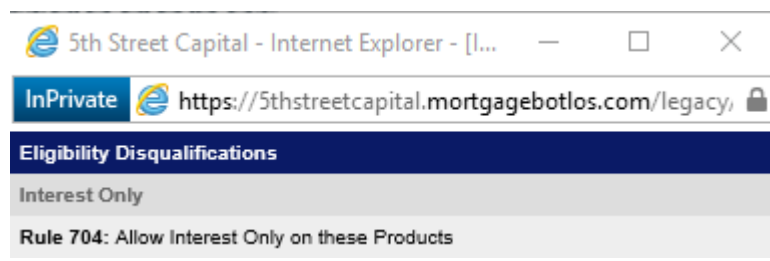 5th Street Capital - Internet Explorer - [I...
InPrivate https://5thstreetcapital.mortgagebotlos.com/legacy/
Eligibility Disqualifications
Interest Only
Rule 704: Allow Interest Only on these Products